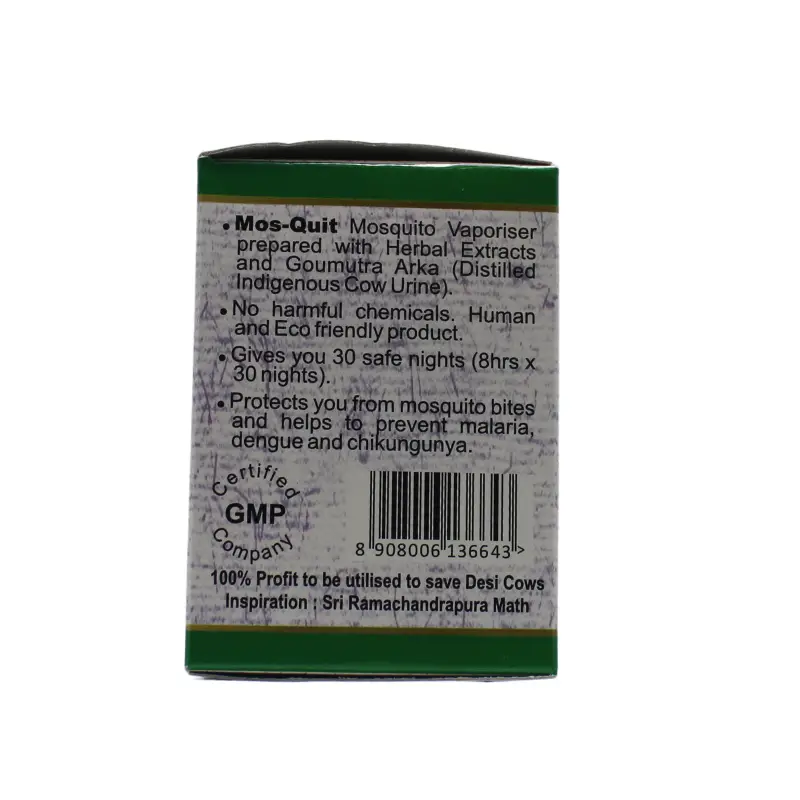 • Mos-Quit Mosquito Vaporiser
prepared with Herbal Extracts
and Goumutra Arka (Distilled
Indigenous Cow Urine).
• No harmful chemicals. Human
and Eco friendly product.
• Gives you 30 safe nights (8hrs x
30 nights).
• Protects you from mosquito bites
and helps to prevent malaria,
dengue and chikungunya.
Certified
GMP
Company
8 908006 136643 >
100% Profit to be utilised to save Desi Cows
Inspiration : Sri Ramachandrapura Math